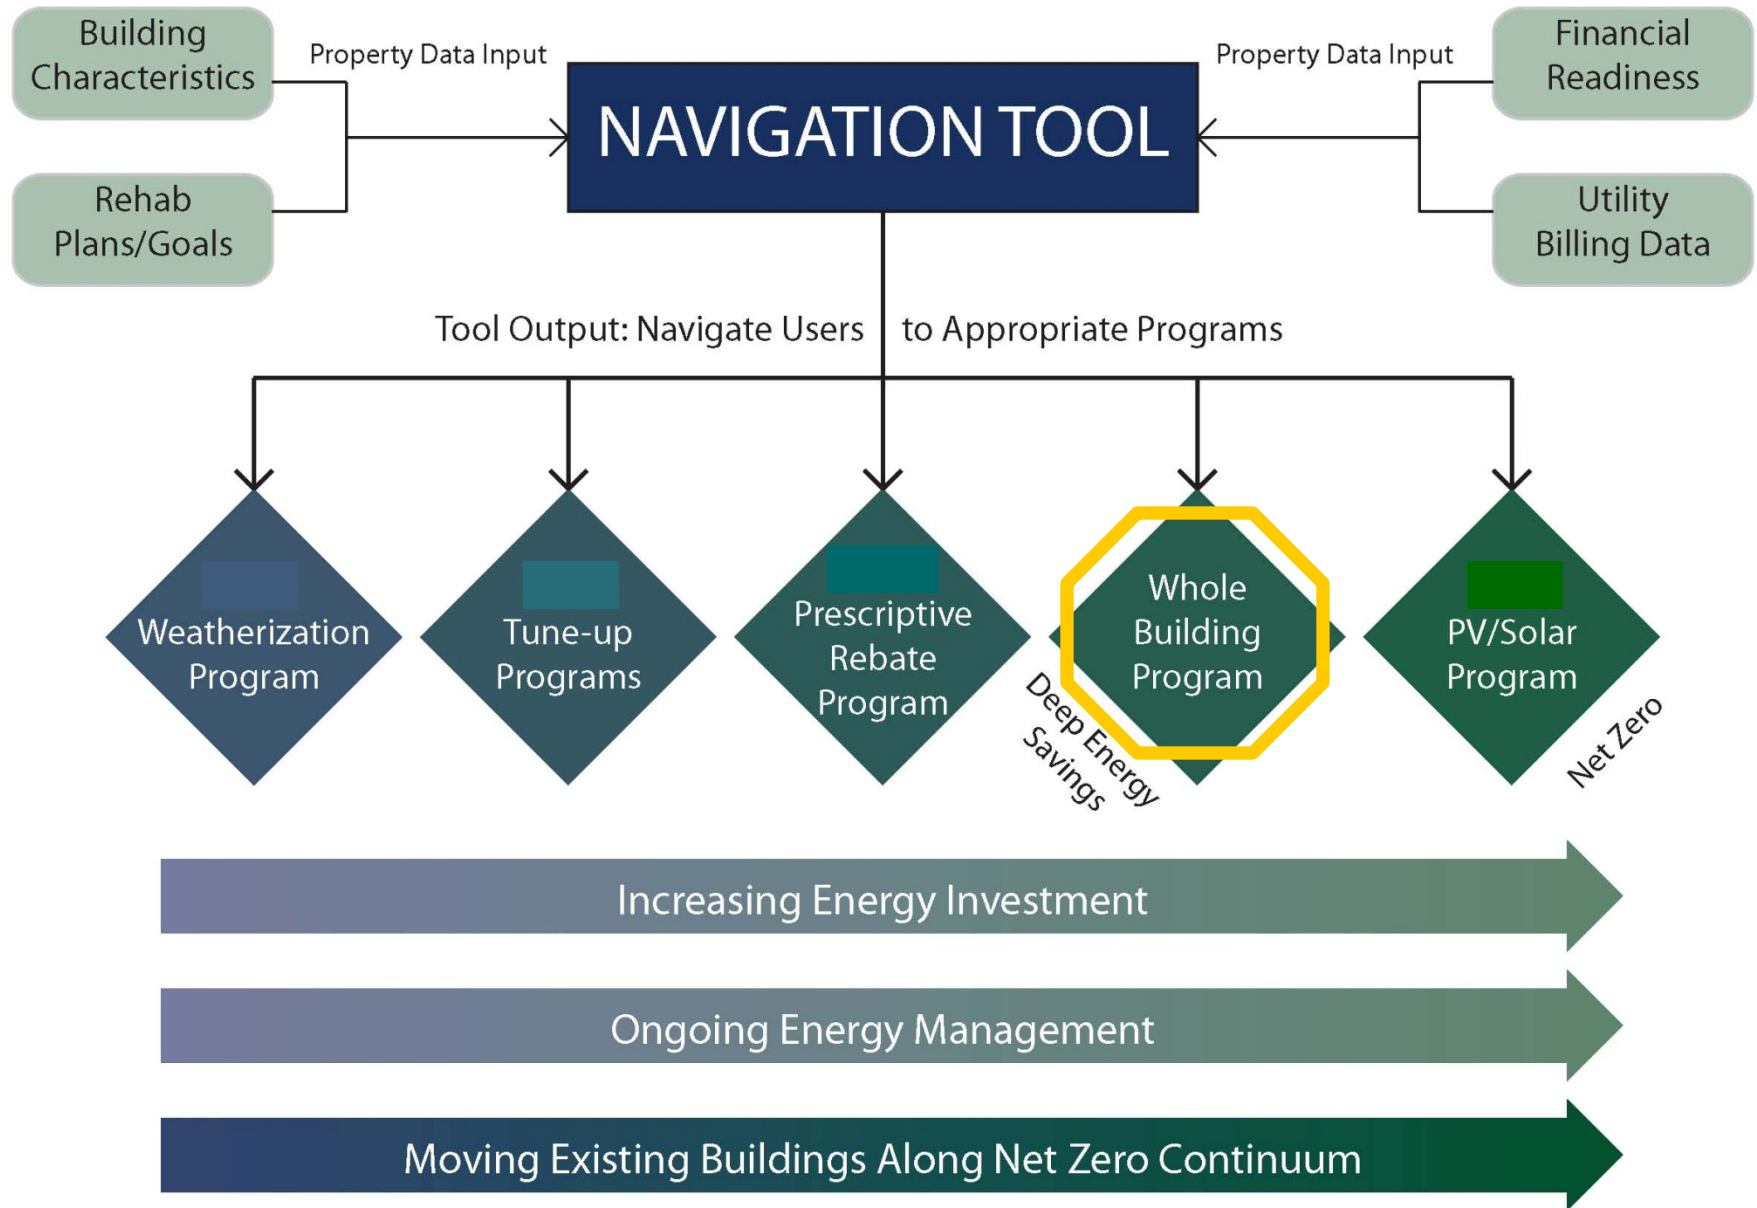 Building
Characteristics
Property Data Input
NAVIGATION TOOL
Property Data Input
Financial
Readiness
Rehab
Plans/Goals
Utility
Billing Data
Tool Output: Navigate Users to Appropriate Programs
Weatherization
Program
Tune-up
Programs
Prescriptive
Rebate
Program
Whole
Building
Program
PV/Solar
Program
Deep Energy
Savings
Net Zero
Increasing Energy Investment
Ongoing Energy Management
Moving Existing Buildings Along Net Zero Continuum